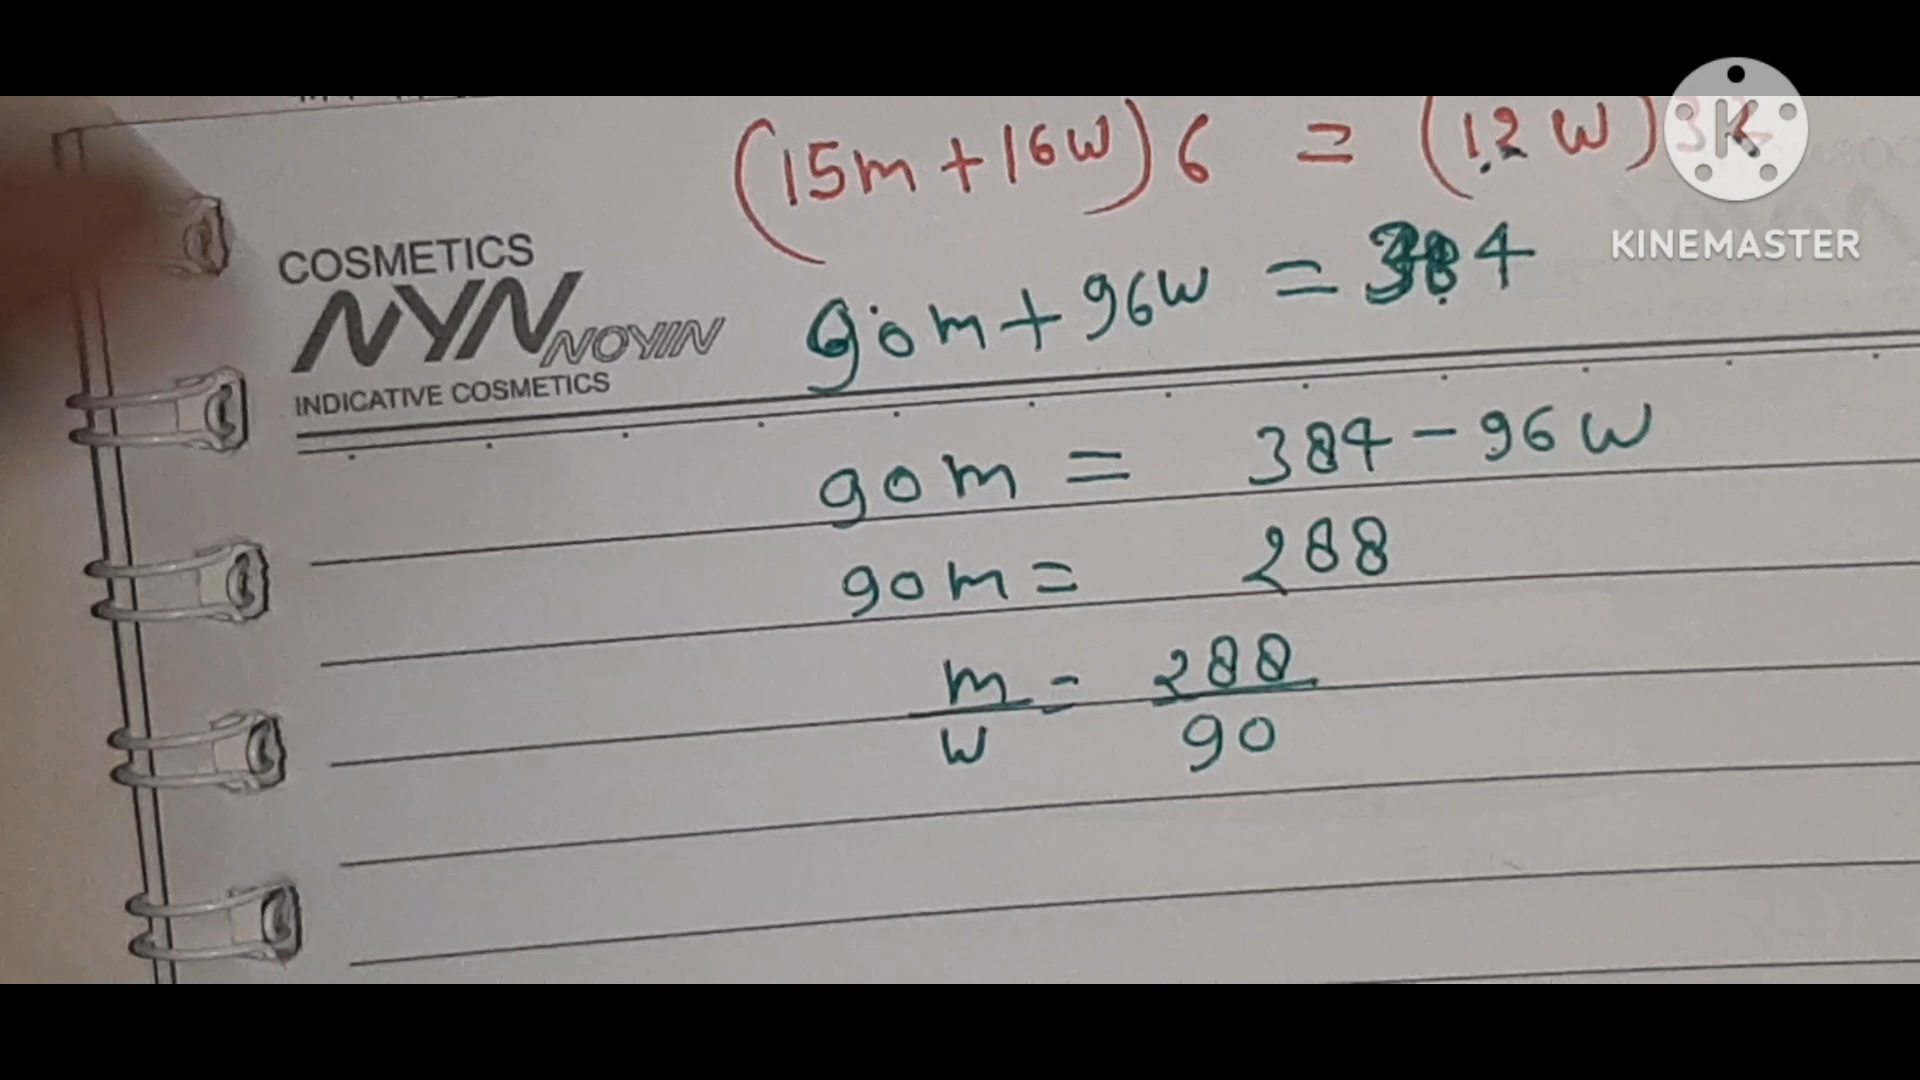 (15m+16W)6 = (12W)
KINEMASTER
COSMETICS
NYN NOYIN
INDICATIVE COSMETICS
90m+96W = 384
90m = 384-96W
90m = 288
m/W = 288/90